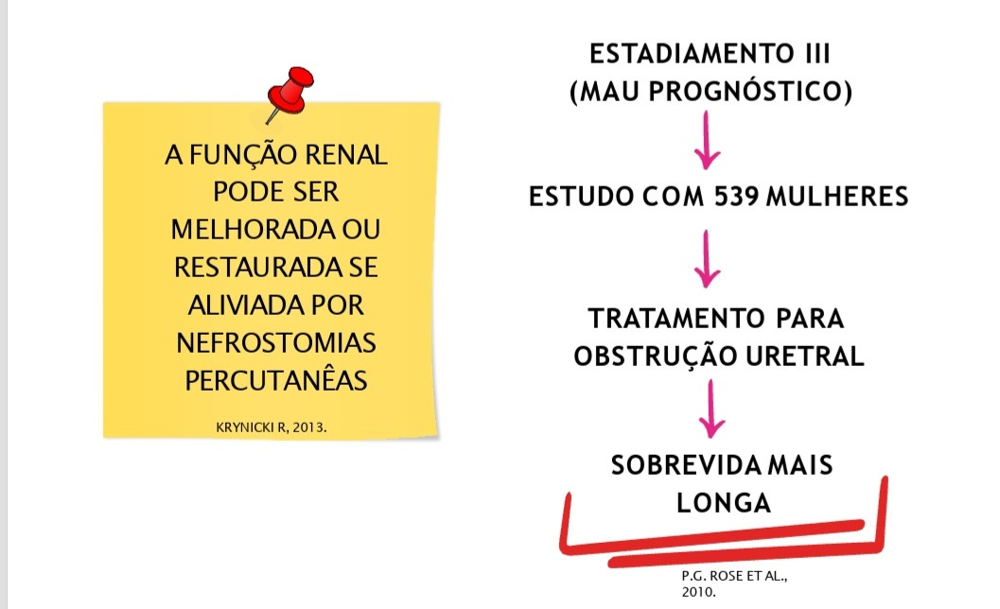 A FUNÇÃO RENAL
PODE SER
MELHORADA OU
RESTAURADA SE
ALIVIADA POR
NEFROSTOMIAS
PERCUTANÊAS
KRYNICKI R, 2013.
ESTADIAMENTO III
(MAU PROGNÓSTICO)
ESTUDO COM 539 MULHERES
TRATAMENTO PARA
OBSTRUÇÃO URETRAL
SOBREVIDA MAIS
LONGA
P.G. ROSE ET AL.,
2010.